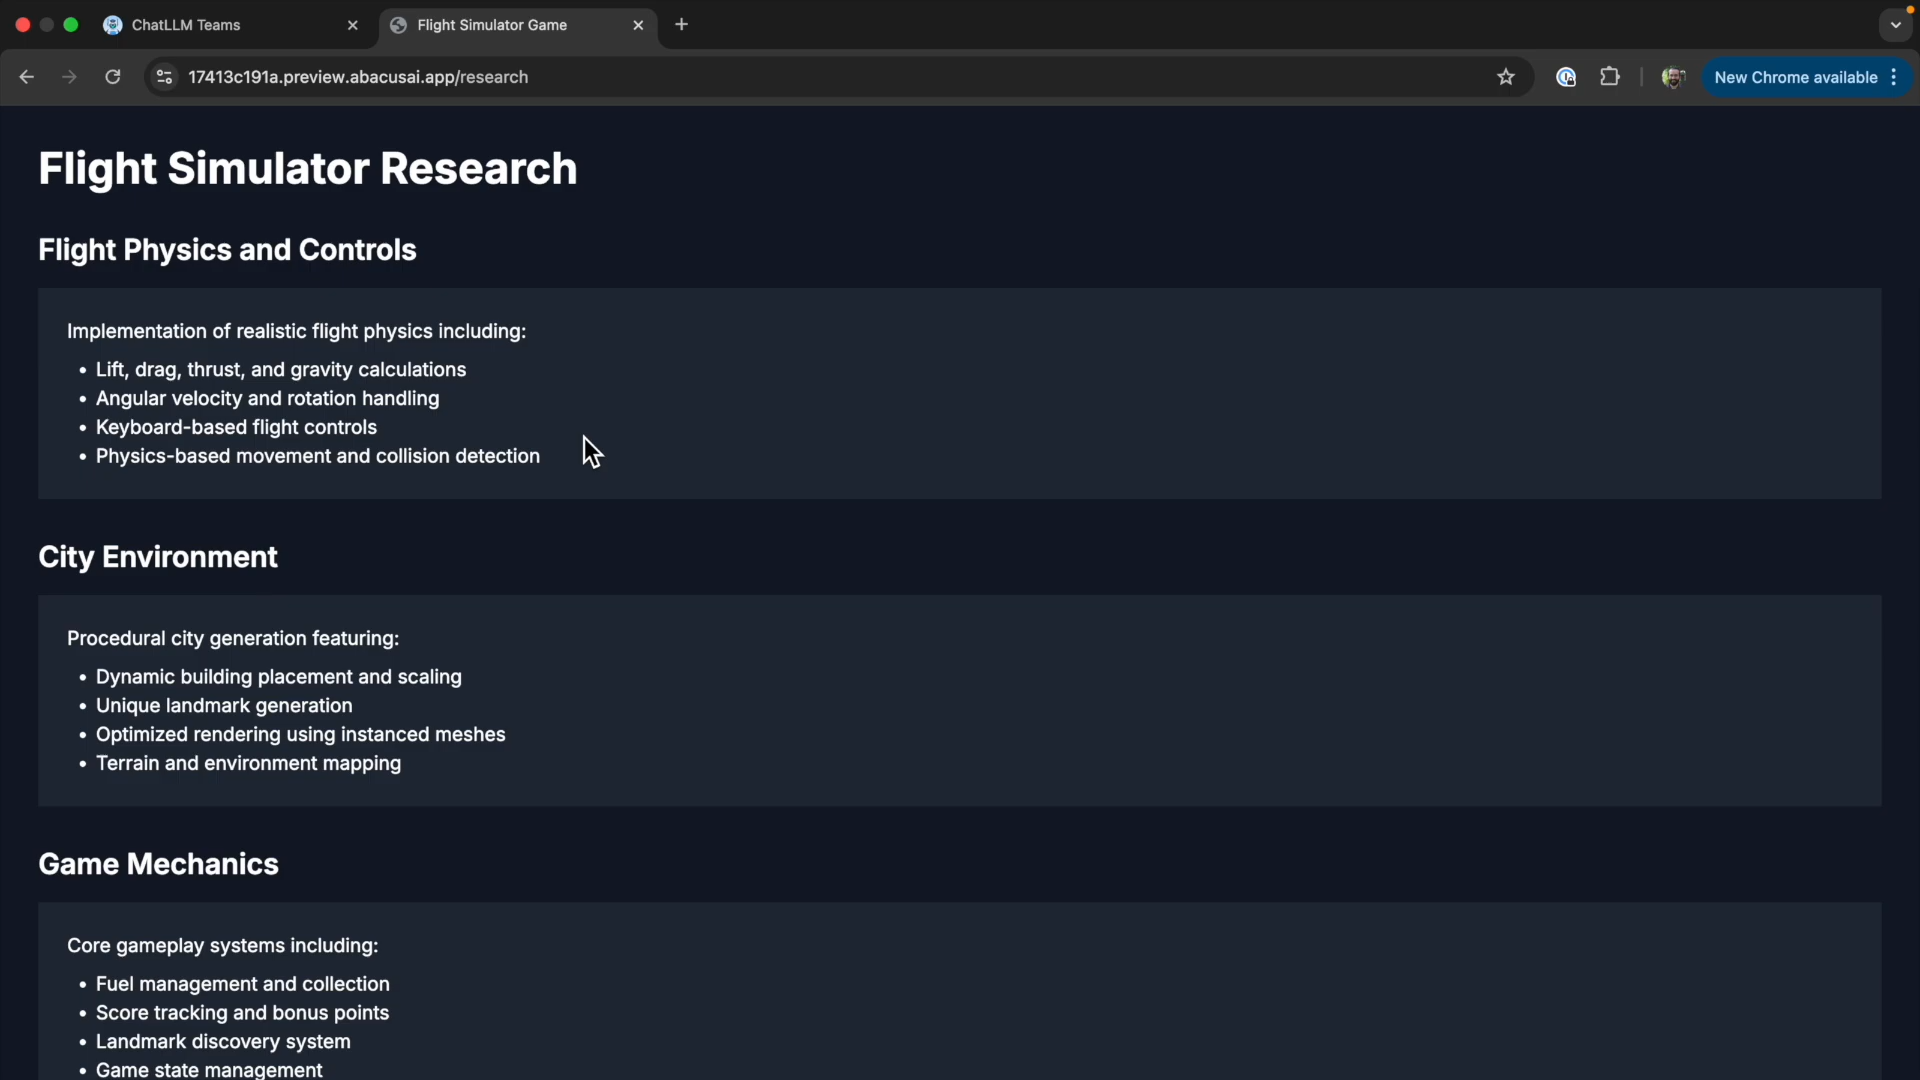 ChatLLM Teams
Flight Simulator Game
17413c191a.preview.abacusai.app/research
New Chrome available
Flight Simulator Research
Flight Physics and Controls
Implementation of realistic flight physics including:
• Lift, drag, thrust, and gravity calculations
• Angular velocity and rotation handling
• Keyboard-based flight controls
• Physics-based movement and collision detection
City Environment
Procedural city generation featuring:
• Dynamic building placement and scaling
• Unique landmark generation
• Optimized rendering using instanced meshes
• Terrain and environment mapping
Game Mechanics
Core gameplay systems including:
• Fuel management and collection
• Score tracking and bonus points
• Landmark discovery system
• Game state management